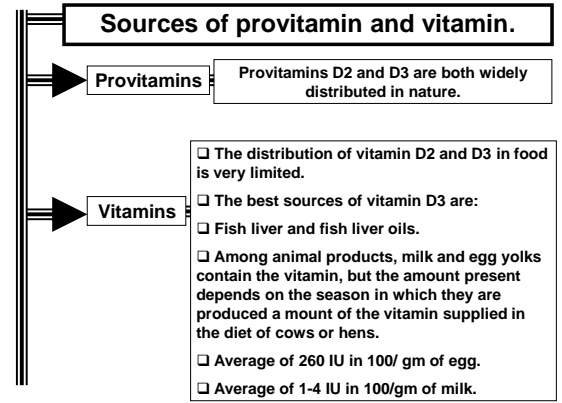 Sources of provitamin and vitamin.
Provitamins
Provitamins D2 and D3 are both widely
distributed in nature.
Vitamins
❑ The distribution of vitamin D2 and D3 in food
is very limited.
❑ The best sources of vitamin D3 are:
❑ Fish liver and fish liver oils.
❑ Among animal products, milk and egg yolks
contain the vitamin, but the amount present
depends on the season in which they are
produced a mount of the vitamin supplied in
the diet of cows or hens.
❑ Average of 260 IU in 100/ gm of egg.
❑ Average of 1-4 IU in 100/gm of milk.